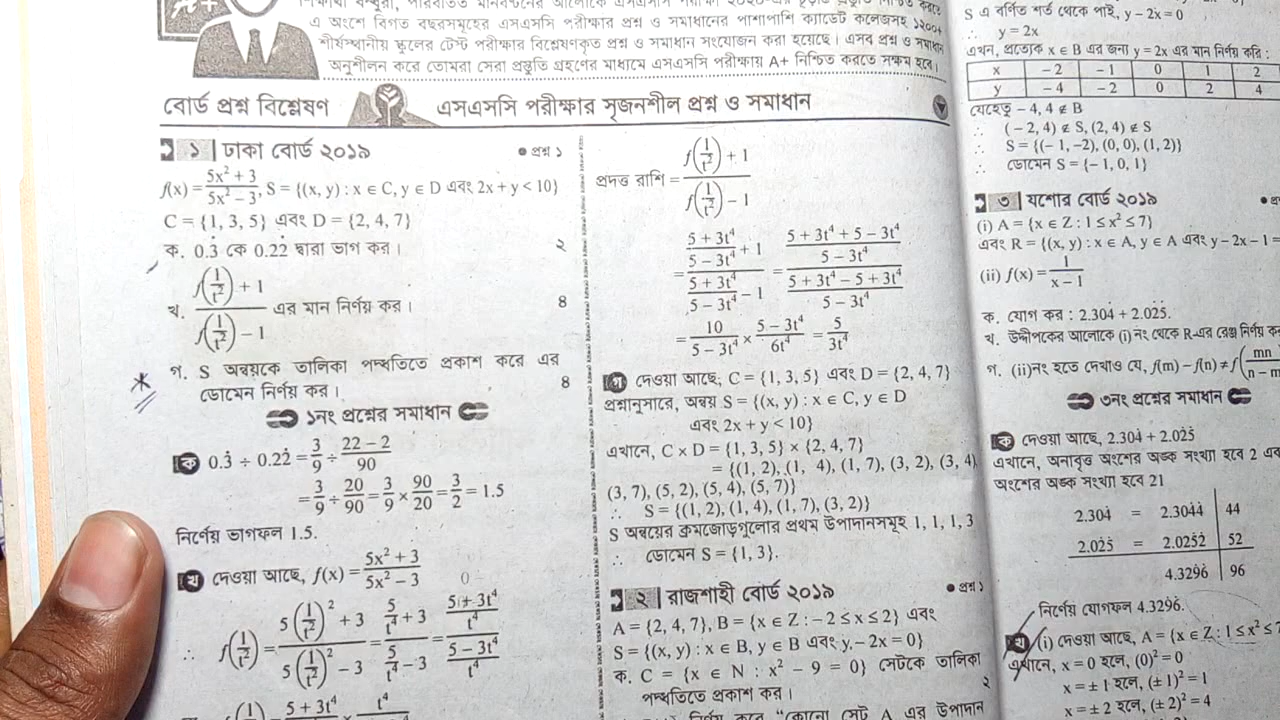 এ অংশে বিগত বছরসমূহের এসএসসি পরীক্ষার প্রশ্ন ও সমাধানের পাশাপাশি ক্যাডেট কলেজসহ
শীর্ষস্থানীয় স্কুলের টেস্ট পরীক্ষার বিশ্লেষণকৃত প্রশ্ন ও সমাধান সংযোজন করা হয়েছে। এসব প্রশ্ন ও সমাধান
অনুশীলন করে তোমরা সেরা প্রস্তুতি গ্রহণের মাধ্যমে এসএসসি পরীক্ষায় A+ নিশ্চিত করতে সক্ষম হবে।
বোর্ড প্রশ্ন বিশ্লেষণ এসএসসি পরীক্ষার সৃজনশীল প্রশ্ন ও সমাধান
১ ঢাকা বোর্ড ২০১৯ ● প্রশ্ন ১
f(x) = (5x² + 3)/(5x² − 3), S = {(x, y) : x ∈ C, y ∈ D এবং 2x + y < 10}
C = {1, 3, 5} এবং D = {2, 4, 7}
ক. 0.3̇ কে 0.22̇ দ্বারা ভাগ কর। ২
খ. (f(1/t²) + 1)/(f(1/t²) − 1) এর মান নির্ণয় কর। 8
গ. S অন্বয়কে তালিকা পদ্ধতিতে প্রকাশ করে এর
ডোমেন নির্ণয় কর। 8
১নং প্রশ্নের সমাধান
ক 0.3̇ ÷ 0.22̇ = 3/9 ÷ (22 − 2)/90
= 3/9 ÷ 20/90 = 3/9 × 90/20 = 3/2 = 1.5
নির্ণেয় ভাগফল 1.5.
খ দেওয়া আছে, f(x) = (5x² + 3)/(5x² − 3)
∴ f(1/t²) = (5(1/t²)² + 3)/(5(1/t²)² − 3) = (5/t⁴ + 3)/(5/t⁴ − 3) = ((5 + 3t⁴)/t⁴)/((5 − 3t⁴)/t⁴)
প্রদত্ত রাশি = (f(1/t²) + 1)/(f(1/t²) − 1)
= ((5 + 3t⁴)/(5 − 3t⁴) + 1)/((5 + 3t⁴)/(5 − 3t⁴) − 1) = ((5 + 3t⁴ + 5 − 3t⁴)/(5 − 3t⁴))/((5 + 3t⁴ − 5 + 3t⁴)/(5 − 3t⁴))
= 10/(5 − 3t⁴) × (5 − 3t⁴)/6t⁴ = 5/3t⁴
গ দেওয়া আছে, C = {1, 3, 5} এবং D = {2, 4, 7}
প্রশ্নানুসারে, অন্বয় S = {(x, y) : x ∈ C, y ∈ D
এবং 2x + y < 10}
এখানে, C × D = {1, 3, 5} × {2, 4, 7}
= {(1, 2), (1, 4), (1, 7), (3, 2), (3, 4),
(3, 7), (5, 2), (5, 4), (5, 7)}
∴ S = {(1, 2), (1, 4), (1, 7), (3, 2)}
S অন্বয়ের ক্রমজোড়গুলোর প্রথম উপাদানসমূহ 1, 1, 1, 3
∴ ডোমেন S = {1, 3}.
২ রাজশাহী বোর্ড ২০১৯ ● প্রশ্ন ১
A = {2, 4, 7}, B = {x ∈ Z : − 2 ≤ x ≤ 2} এবং
S = {(x, y) : x ∈ B, y ∈ B এবং y − 2x = 0}
ক. C = {x ∈ N : x² − 9 = 0} সেটকে তালিকা
পদ্ধতিতে প্রকাশ কর। ২
S এ বর্ণিত শর্ত থেকে পাই, y − 2x = 0
∴ y = 2x
এখন, প্রত্যেক x ∈ B এর জন্য y = 2x এর মান নির্ণয় করি :
x − 2 − 1 0 1 2
y − 4 − 2 0 2 4
যেহেতু − 4, 4 ∉ B
∴ (− 2, 4) ∉ S, (2, 4) ∉ S
∴ S = {(− 1, −2), (0, 0), (1, 2)}
∴ ডোমেন S = {− 1, 0, 1}
৩ যশোর বোর্ড ২০১৯
(i) A = {x ∈ Z : 1 ≤ x² ≤ 7}
এবং R = {(x, y) : x ∈ A, y ∈ A এবং y − 2x − 1 =
(ii) f(x) = 1/(x − 1)
ক. যোগ কর : 2.304̇ + 2.02̇5̇.
খ. উদ্দীপকের আলোকে (i) নং থেকে R-এর রেঞ্জ নির্ণয়
গ. (ii)নং হতে দেখাও যে, f(m) − f(n) ≠ f(mn/(n − m
৩নং প্রশ্নের সমাধান
ক দেওয়া আছে, 2.304̇ + 2.02̇5̇
এখানে, অনাবৃত্ত অংশের অঙ্ক সংখ্যা হবে 2
অংশের অঙ্ক সংখ্যা হবে 21
2.304̇ = 2.304̇4̇ 44
2.02̇5̇ = 2.025̇2̇ 52
4.329̇6̇ 96
নির্ণেয় যোগফল 4.329̇6̇.
খ (i) দেওয়া আছে, A = {x ∈ Z : 1 ≤ x² ≤ 7
এখানে, x = 0 হলে, (0)² = 0
x = ± 1 হলে, (± 1)² = 1
x = ± 2 হলে, (± 2)² = 4